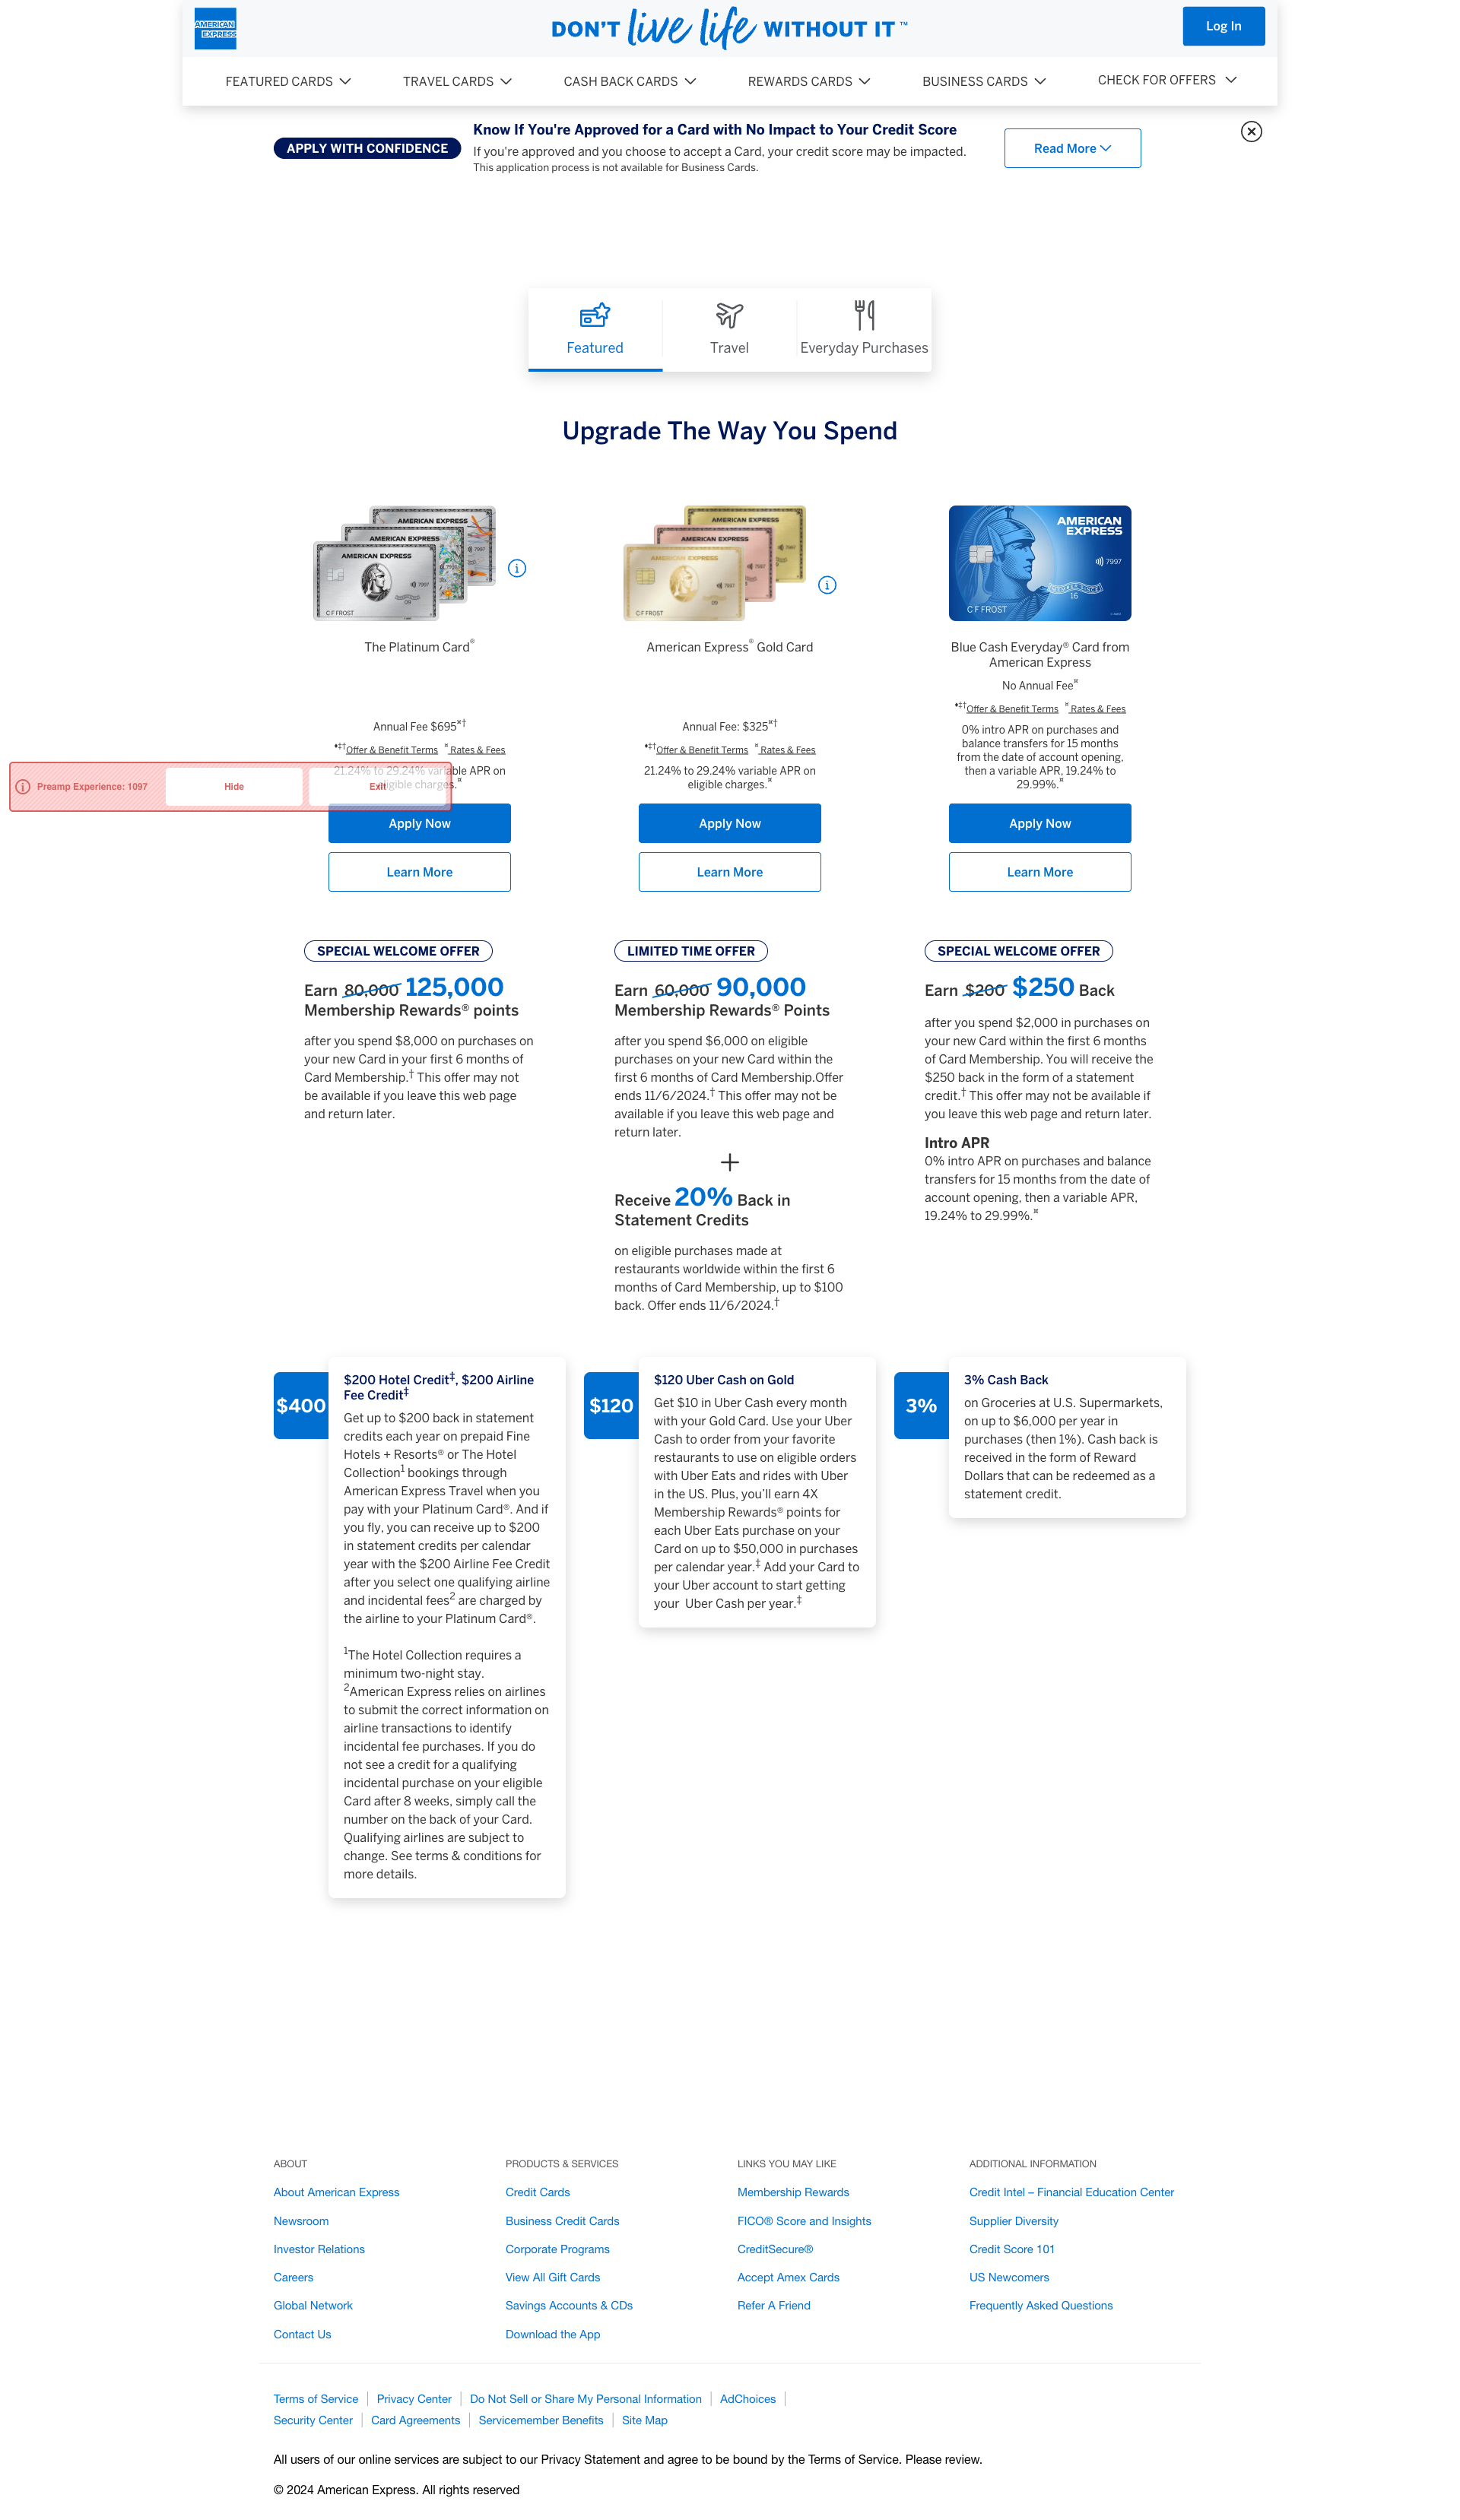 AMERICAN
EXPRESS
DON'T live life WITHOUT IT ™
Log In
FEATURED CARDS
TRAVEL CARDS
CASH BACK CARDS
REWARDS CARDS
BUSINESS CARDS
CHECK FOR OFFERS
APPLY WITH CONFIDENCE
Know If You're Approved for a Card with No Impact to Your Credit Score
If you're approved and you choose to accept a Card, your credit score may be impacted.
This application process is not available for Business Cards.
Read More
Featured
Travel
Everyday Purchases
Upgrade The Way You Spend
AMERICAN EXPRESS
AMERICAN EXPRESS
AMERICAN EXPRESS
7997
C F FROST
The Platinum Card®
Annual Fee $695¤†
♦‡†Offer & Benefit Terms ¤ Rates & Fees
21.24% to 29.24% variable APR on
eligible charges.¤
Preamp Experience: 1097
Hide
Exit
Apply Now
Learn More
AMERICAN EXPRESS
AMERICAN EXPRESS
AMERICAN EXPRESS
7997
C F FROST
American Express® Gold Card
Annual Fee: $325¤†
♦‡†Offer & Benefit Terms ¤ Rates & Fees
21.24% to 29.24% variable APR on
eligible charges.¤
Apply Now
Learn More
AMERICAN
EXPRESS
7997
MEMBER SINCE
16
C F FROST
Blue Cash Everyday® Card from
American Express
No Annual Fee¤
♦‡†Offer & Benefit Terms ¤ Rates & Fees
0% intro APR on purchases and
balance transfers for 15 months
from the date of account opening,
then a variable APR, 19.24% to
29.99%.¤
Apply Now
Learn More
SPECIAL WELCOME OFFER
Earn 80,000 125,000
Membership Rewards® points
after you spend $8,000 on purchases on
your new Card in your first 6 months of
Card Membership.† This offer may not
be available if you leave this web page
and return later.
LIMITED TIME OFFER
Earn 60,000 90,000
Membership Rewards® Points
after you spend $6,000 on eligible
purchases on your new Card within the
first 6 months of Card Membership.Offer
ends 11/6/2024.† This offer may not be
available if you leave this web page and
return later.
+
Receive 20% Back in
Statement Credits
on eligible purchases made at
restaurants worldwide within the first 6
months of Card Membership, up to $100
back. Offer ends 11/6/2024.†
SPECIAL WELCOME OFFER
Earn $200 $250 Back
after you spend $2,000 in purchases on
your new Card within the first 6 months
of Card Membership. You will receive the
$250 back in the form of a statement
credit.† This offer may not be available if
you leave this web page and return later.
Intro APR
0% intro APR on purchases and balance
transfers for 15 months from the date of
account opening, then a variable APR,
19.24% to 29.99%.¤
$400
$200 Hotel Credit‡, $200 Airline
Fee Credit‡
Get up to $200 back in statement
credits each year on prepaid Fine
Hotels + Resorts® or The Hotel
Collection1 bookings through
American Express Travel when you
pay with your Platinum Card®. And if
you fly, you can receive up to $200
in statement credits per calendar
year with the $200 Airline Fee Credit
after you select one qualifying airline
and incidental fees2 are charged by
the airline to your Platinum Card®.
1The Hotel Collection requires a
minimum two-night stay.
2American Express relies on airlines
to submit the correct information on
airline transactions to identify
incidental fee purchases. If you do
not see a credit for a qualifying
incidental purchase on your eligible
Card after 8 weeks, simply call the
number on the back of your Card.
Qualifying airlines are subject to
change. See terms & conditions for
more details.
$120
$120 Uber Cash on Gold
Get $10 in Uber Cash every month
with your Gold Card. Use your Uber
Cash to order from your favorite
restaurants to use on eligible orders
with Uber Eats and rides with Uber
in the US. Plus, you'll earn 4X
Membership Rewards® points for
each Uber Eats purchase on your
Card on up to $50,000 in purchases
per calendar year.‡ Add your Card to
your Uber account to start getting
your Uber Cash per year.‡
3%
3% Cash Back
on Groceries at U.S. Supermarkets,
on up to $6,000 per year in
purchases (then 1%). Cash back is
received in the form of Reward
Dollars that can be redeemed as a
statement credit.
ABOUT
About American Express
Newsroom
Investor Relations
Careers
Global Network
Contact Us
PRODUCTS & SERVICES
Credit Cards
Business Credit Cards
Corporate Programs
View All Gift Cards
Savings Accounts & CDs
Download the App
LINKS YOU MAY LIKE
Membership Rewards
FICO® Score and Insights
CreditSecure®
Accept Amex Cards
Refer A Friend
ADDITIONAL INFORMATION
Credit Intel – Financial Education Center
Supplier Diversity
Credit Score 101
US Newcomers
Frequently Asked Questions
Terms of Service | Privacy Center | Do Not Sell or Share My Personal Information | AdChoices |
Security Center | Card Agreements | Servicemember Benefits | Site Map
All users of our online services are subject to our Privacy Statement and agree to be bound by the Terms of Service. Please review.
© 2024 American Express. All rights reserved